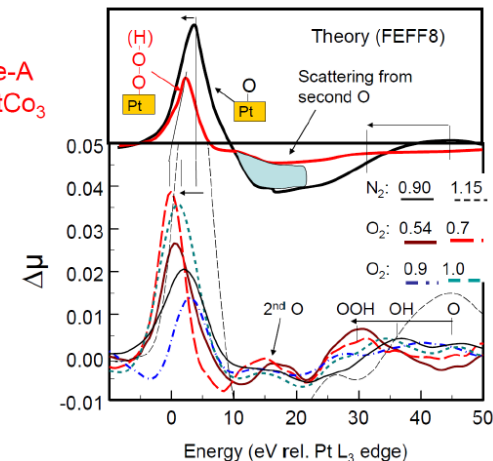 e-A
tCo3
(H)
O
O
Pt
O
Pt
Theory (FEFF8)
Scattering from
second O
0.05
0.04
0.03
0.02
0.01
0.00
-0.01
Δμ
N2: 0.90 1.15
O2: 0.54 0.7
O2: 0.9 1.0
2nd O
OOH OH O
0 10 20 30 40 50
Energy (eV rel. Pt L3 edge)